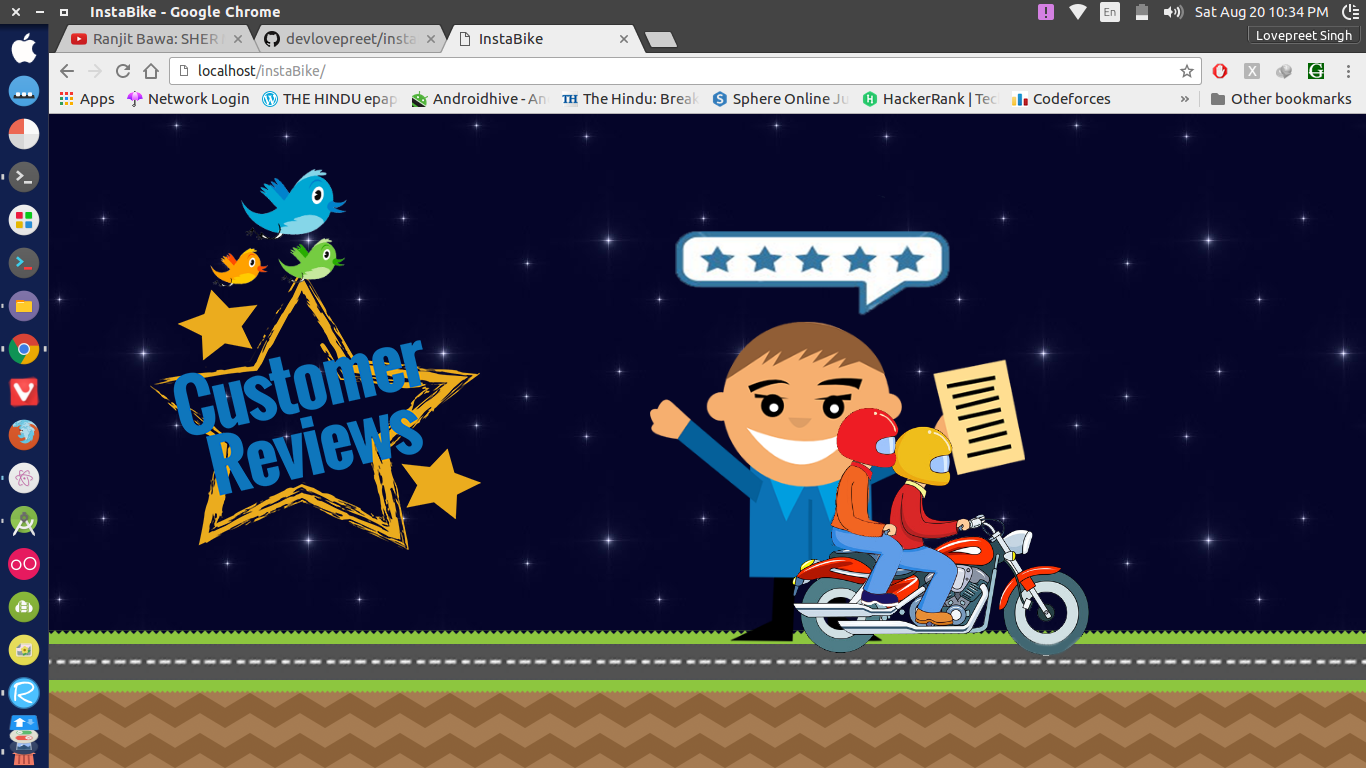 InstaBike - Google Chrome
En
Sat Aug 20 10:34 PM
Lovepreet Singh
Ranjit Bawa: SHER
devlovepreet/insta
InstaBike
localhost/instaBike/
Apps
Network Login
THE HINDU epap
Androidhive - An
TH
The Hindu: Break
Sphere Online Ju
HackerRank | Tec
Codeforces
»
Other bookmarks
Customer
Reviews